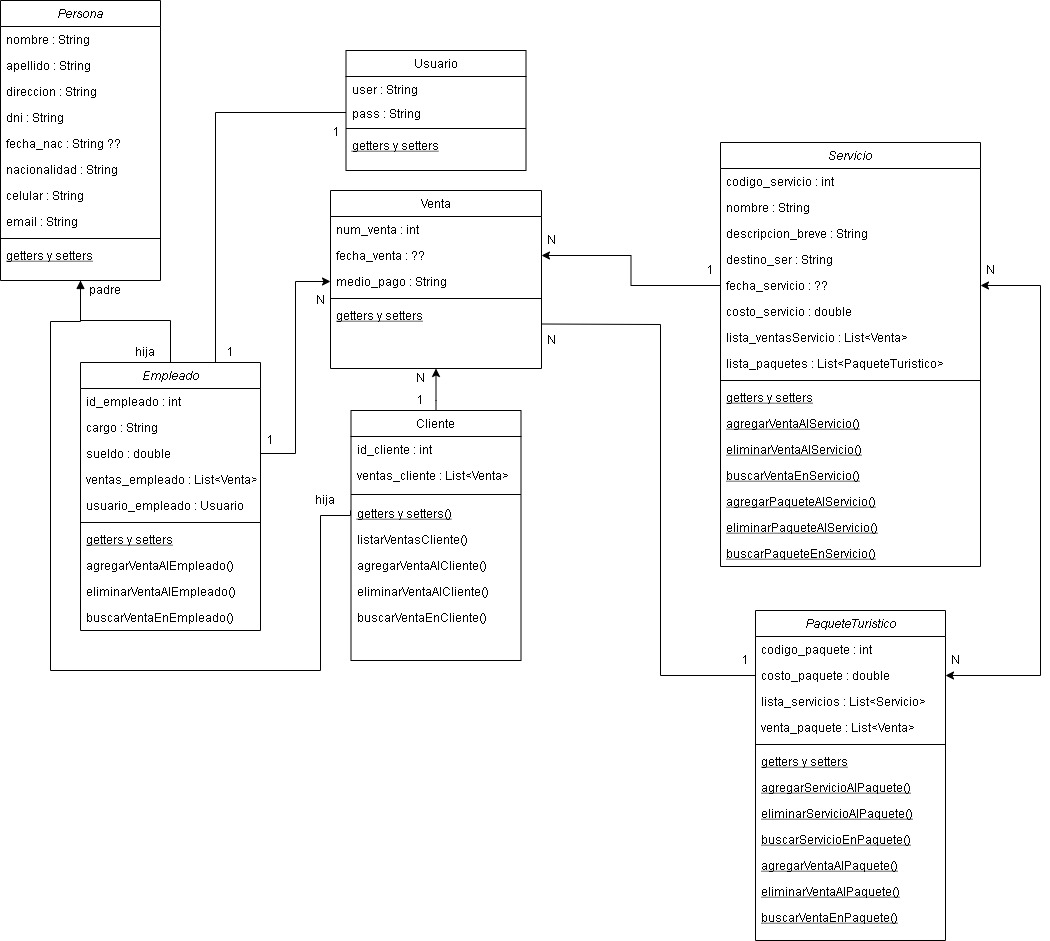 Persona
nombre : String
apellido : String
direccion : String
dni : String
fecha_nac : String ??
nacionalidad : String
celular : String
email : String
getters y setters
padre
hija
1
Usuario
user : String
pass : String
getters y setters
1
Venta
num_venta : int
fecha_venta : ??
medio_pago : String
getters y setters
N
N
N
N
1
Servicio
codigo_servicio : int
nombre : String
descripcion_breve : String
destino_ser : String
fecha_servicio : ??
costo_servicio : double
lista_ventasServicio : List<Venta>
lista_paquetes : List<PaqueteTuristico>
getters y setters
agregarVentaAlServicio()
eliminarVentaAlServicio()
buscarVentaEnServicio()
agregarPaqueteAlServicio()
eliminarPaqueteAlServicio()
buscarPaqueteEnServicio()
1
N
Empleado
id_empleado : int
cargo : String
sueldo : double
ventas_empleado : List<Venta>
usuario_empleado : Usuario
getters y setters
agregarVentaAlEmpleado()
eliminarVentaAlEmpleado()
buscarVentaEnEmpleado()
1
hija
Cliente
id_cliente : int
ventas_cliente : List<Venta>
getters y setters()
listarVentasCliente()
agregarVentaAlCliente()
eliminarVentaAlCliente()
buscarVentaEnCliente()
1
N
PaqueteTuristico
codigo_paquete : int
costo_paquete : double
lista_servicios : List<Servicio>
venta_paquete : List<Venta>
getters y setters
agregarServicioAlPaquete()
eliminarServicioAlPaquete()
buscarServicioEnPaquete()
agregarVentaAlPaquete()
eliminarVentaAlPaquete()
buscarVentaEnPaquete()